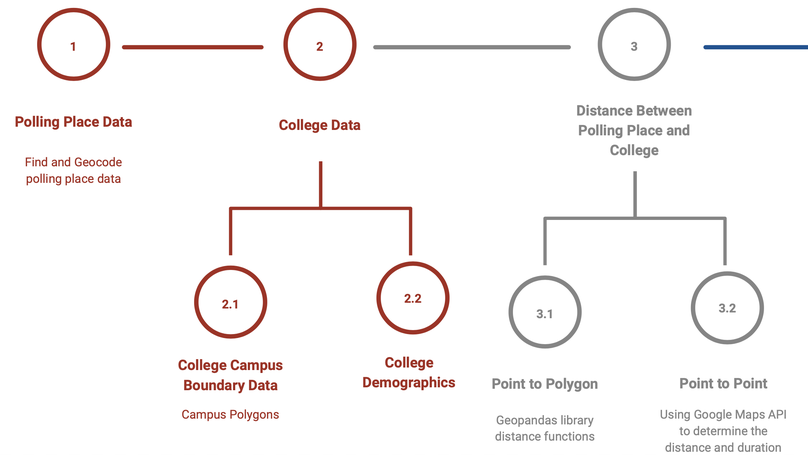 1
2
3
Polling Place Data
Find and Geocode
polling place data
College Data
Distance Between
Polling Place and
College
2.1
College Campus
Boundary Data
Campus Polygons
2.2
College
Demographics
3.1
Point to Polygon
Geopandas library
distance functions
3.2
Point to Point
Using Google Maps API
to determine the
distance and duration